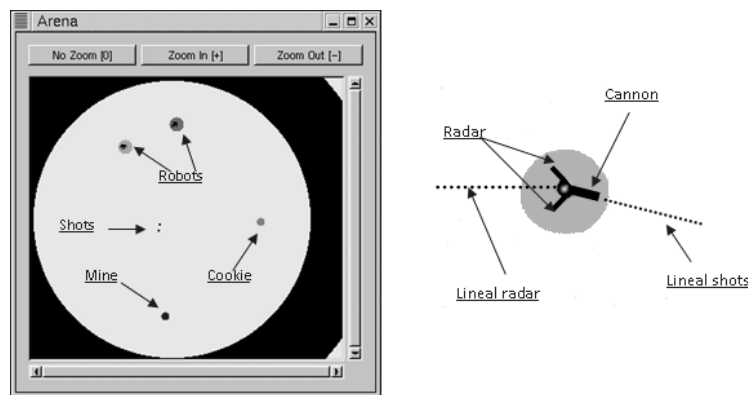 Arena
No Zoom [0]
Zoom In [+]
Zoom Out [-]
Robots
Shots
Mine
Cookie
Cannon
Radar
Lineal radar
Lineal shots